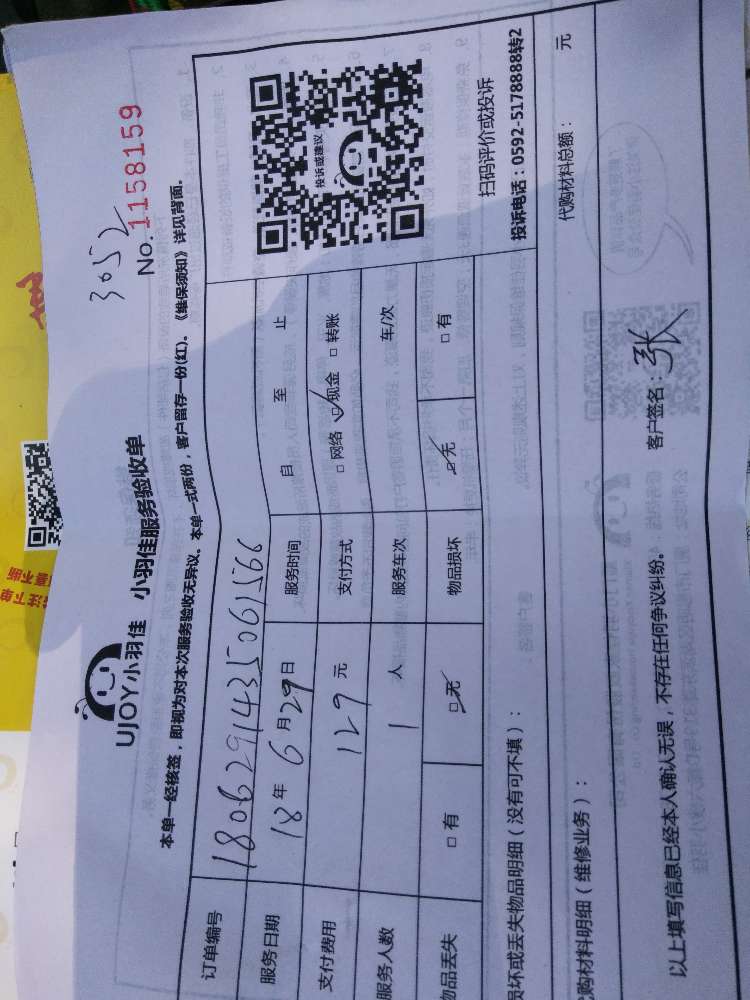 3052
UJOY小羽佳 小羽佳服务验收单
No. 1158159
本单一经核签，即视为对本次服务验收无异议。本单一式两份，客户留存一份(红)。《维保须知》详见背面。
订单编号 180629143506 1566
服务日期 18年6月29日 服务时间 自 至 止
支付费用 129元 支付方式 □网络 ☑现金 □转账
服务人数 1人 服务车次 车/次
物品丢失 □有 ☑无 物品损坏 ☑无 □有
投诉或建议
扫码评价或投诉
投诉电话：0592-5178888转2
损坏或丢失物品明细（没有可不填）：
代购材料明细（维修业务）： 代购材料总额： 元
以上填写信息已经本人确认无误，不存在任何争议纠纷。 客户签名：张